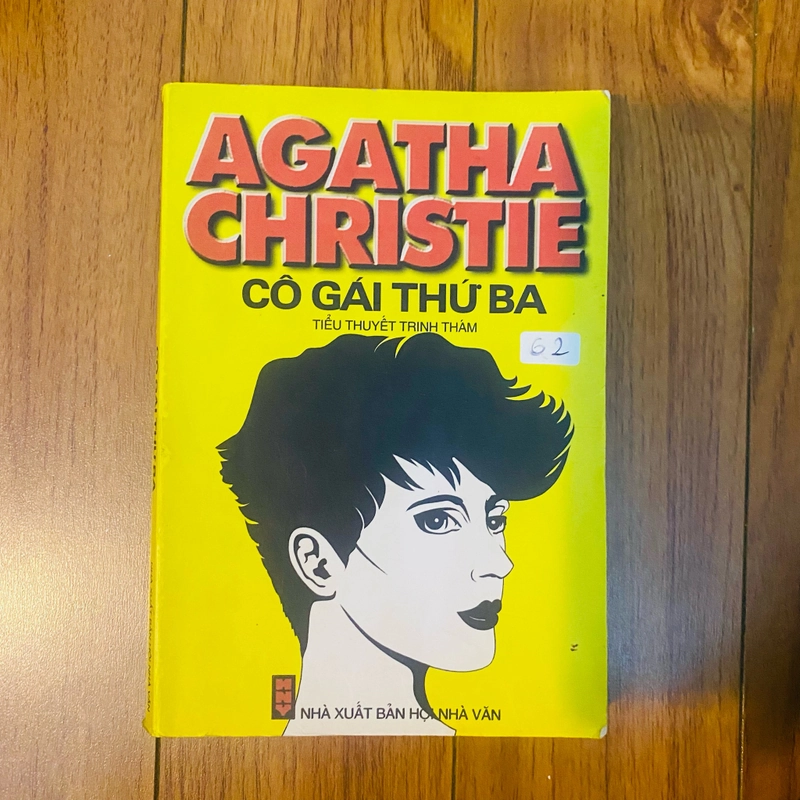 AGATHA
CHRISTIE
CÔ GÁI THỨ BA
TIỂU THUYẾT TRINH THÁM
62
NHÀ XUẤT BẢN HỘI NHÀ VĂN